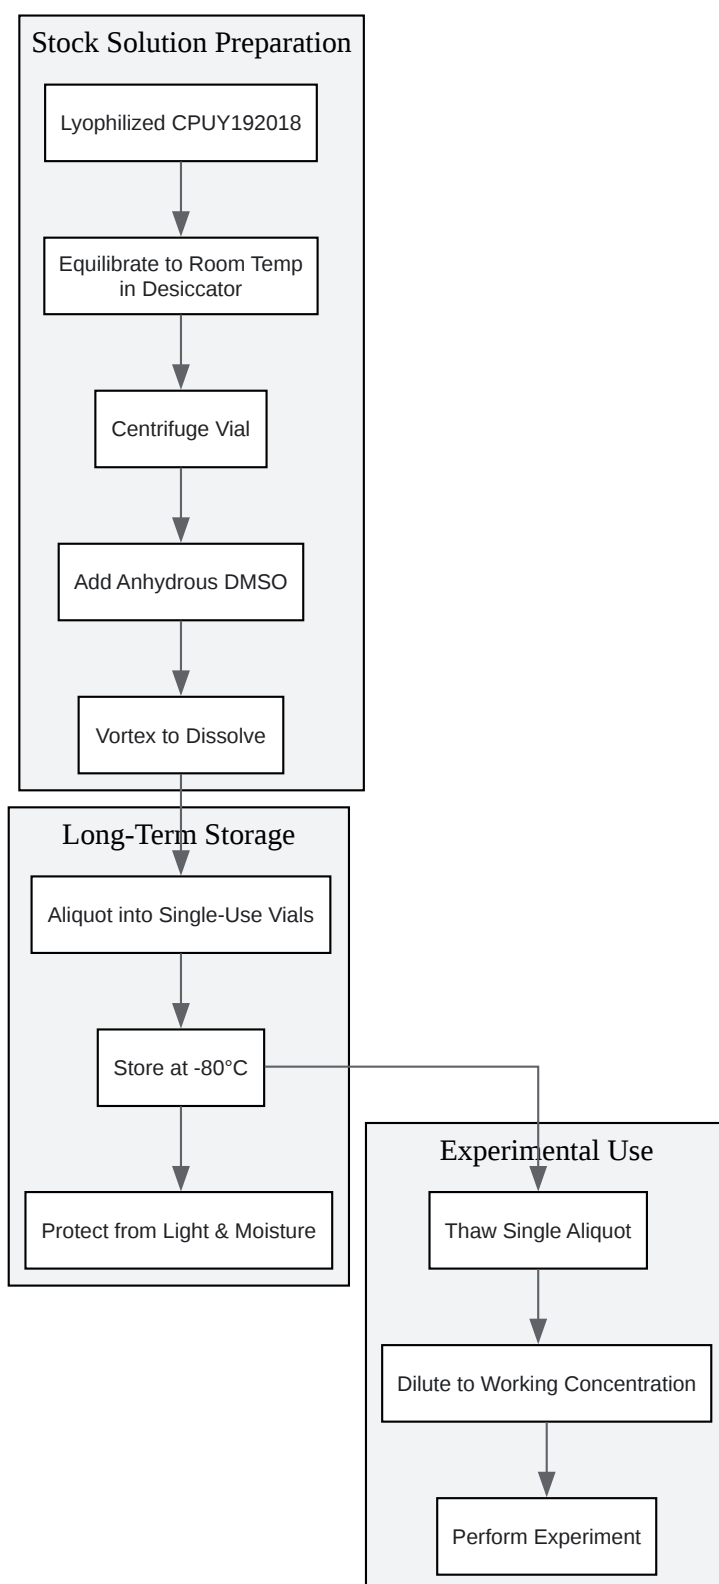 Stock Solution Preparation
Lyophilized CPUY192018
Equilibrate to Room Temp
in Desiccator
Centrifuge Vial
Add Anhydrous DMSO
Vortex to Dissolve
Long-Term Storage
Aliquot into Single-Use Vials
Store at -80°C
Protect from Light & Moisture
Experimental Use
Thaw Single Aliquot
Dilute to Working Concentration
Perform Experiment